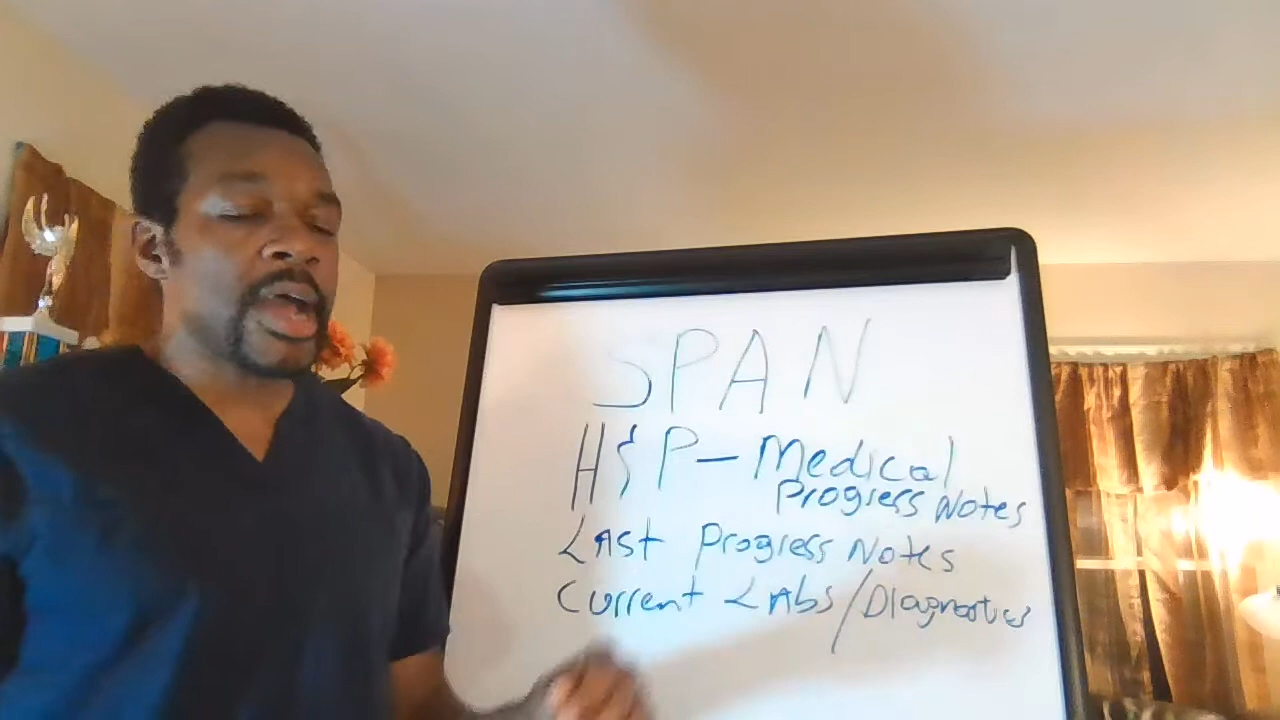 SPAN
H&P - Medical
Progress Notes
Last Progress Notes
Current Labs/Diagnostics